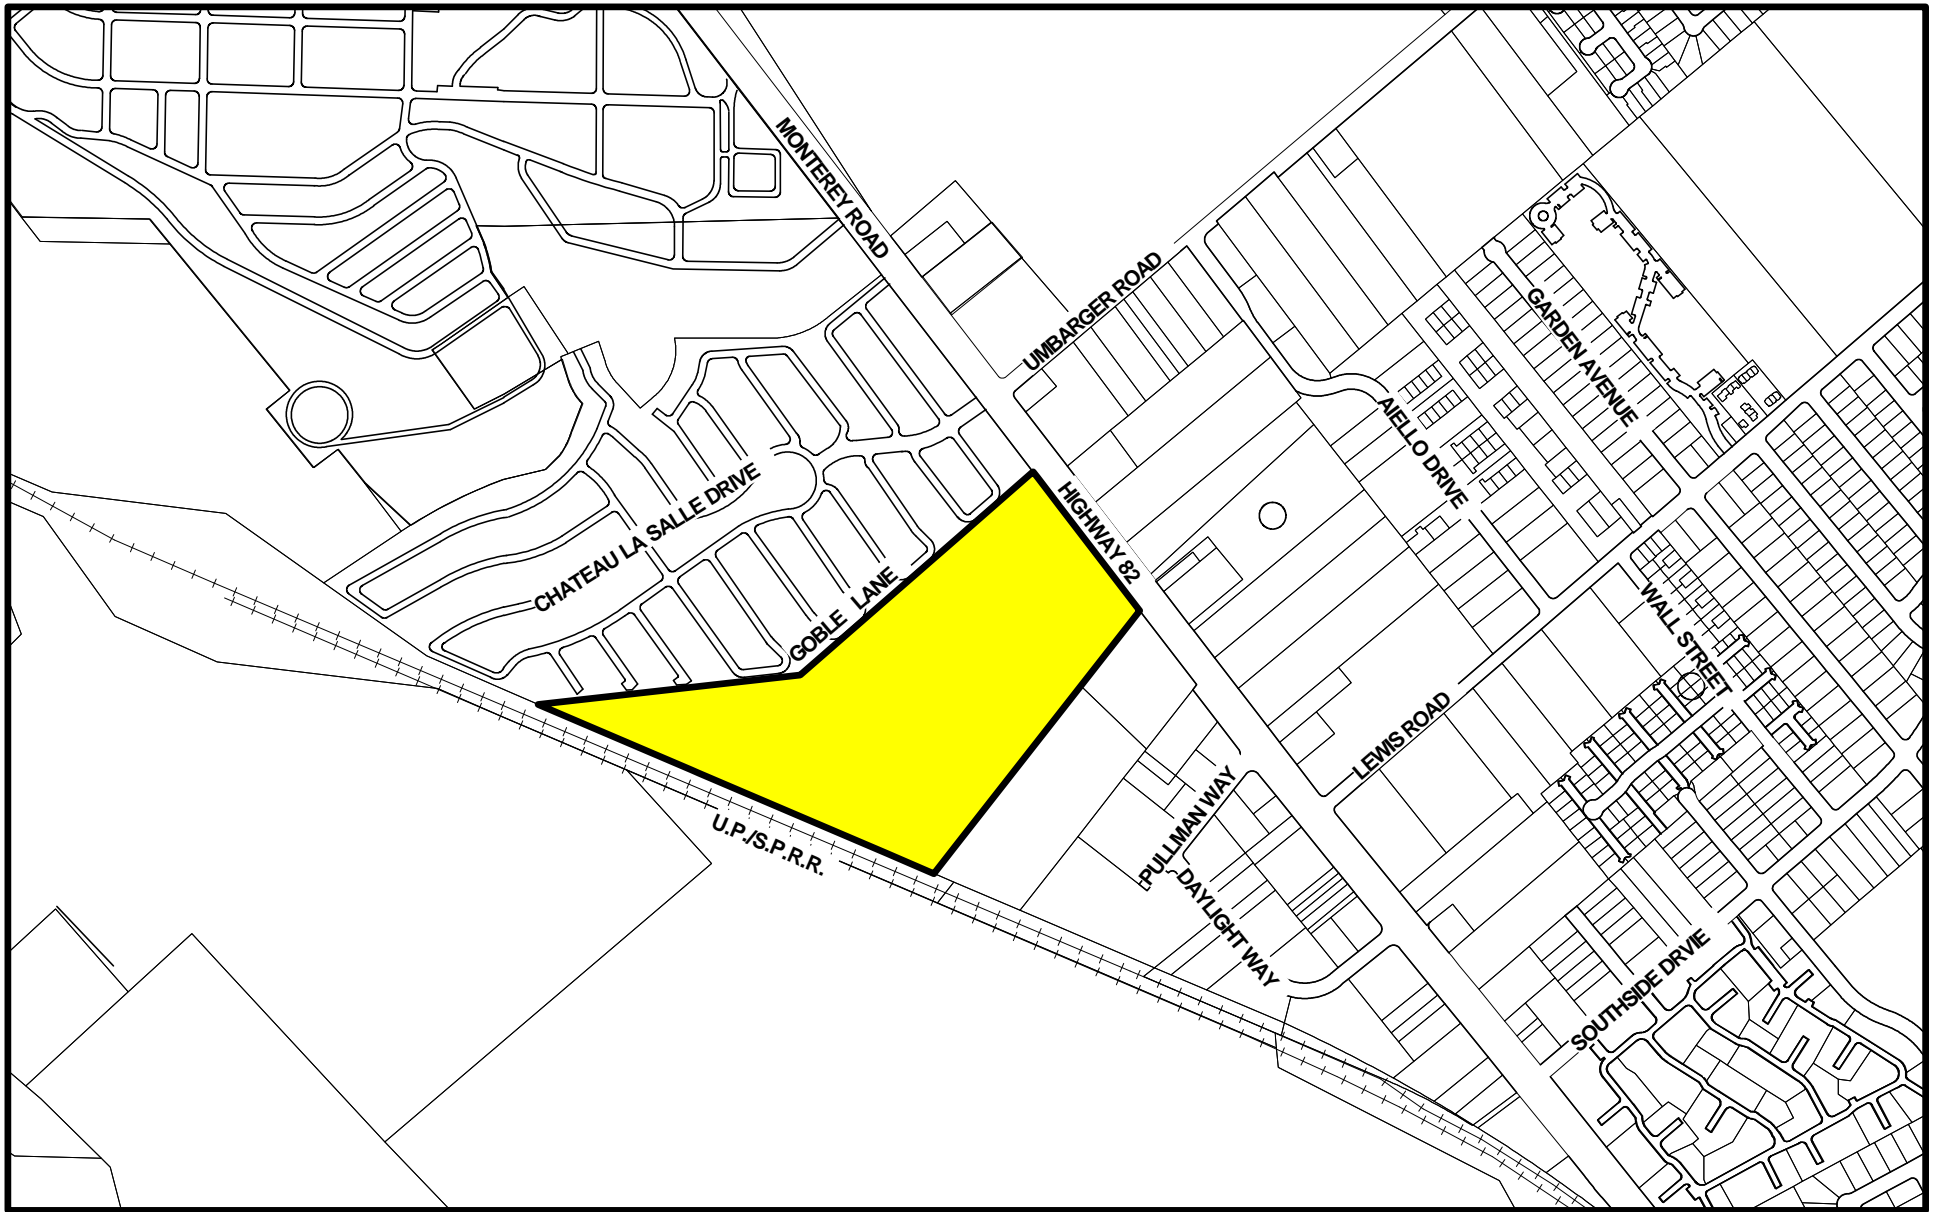 MONTEREY ROAD
UMBARGER ROAD
GARDEN AVENUE
AIELLO DRIVE
CHATEAU LA SALLE DRIVE
HIGHWAY 82
GOBLE LANE
WALL STREET
LEWIS ROAD
PULLMAN WAY
U.P./S.P.R.R.
DAYLIGHT WAY
SOUTHSIDE DRVIE